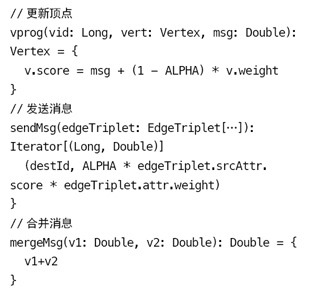 // 更新顶点
vprog(vid: Long, vert: Vertex, msg: Double):
Vertex = {
  v.score = msg + (1 − ALPHA) * v.weight
}
// 发送消息
sendMsg(edgeTriplet: EdgeTriplet[…]):
Iterator[(Long, Double)]
  (destId, ALPHA * edgeTriplet.srcAttr.
score * edgeTriplet.attr.weight)
}
// 合并消息
mergeMsg(v1: Double, v2: Double): Double = {
  v1+v2
}